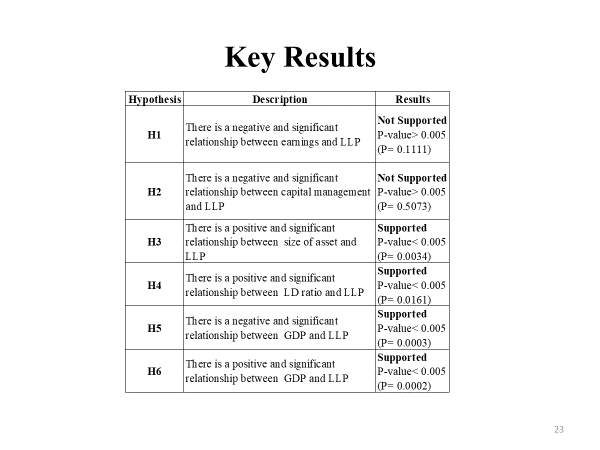 Key Results
Hypothesis Description Results
H1
There is a negative and significant
relationship between earnings and LLP
Not Supported
P-value> 0.005
(P= 0.1111)
H2
There is a negative and significant
relationship between capital management
and LLP
Not Supported
P-value> 0.005
(P= 0.5073)
H3
There is a positive and significant
relationship between size of asset and
LLP
Supported
P-value< 0.005
(P= 0.0034)
H4
There is a positive and significant
relationship between LD ratio and LLP
Supported
P-value< 0.005
(P= 0.0161)
H5
There is a negative and significant
relationship between GDP and LLP
Supported
P-value< 0.005
(P= 0.0003)
H6
There is a positive and significant
relationship between GDP and LLP
Supported
P-value< 0.005
(P= 0.0002)
23